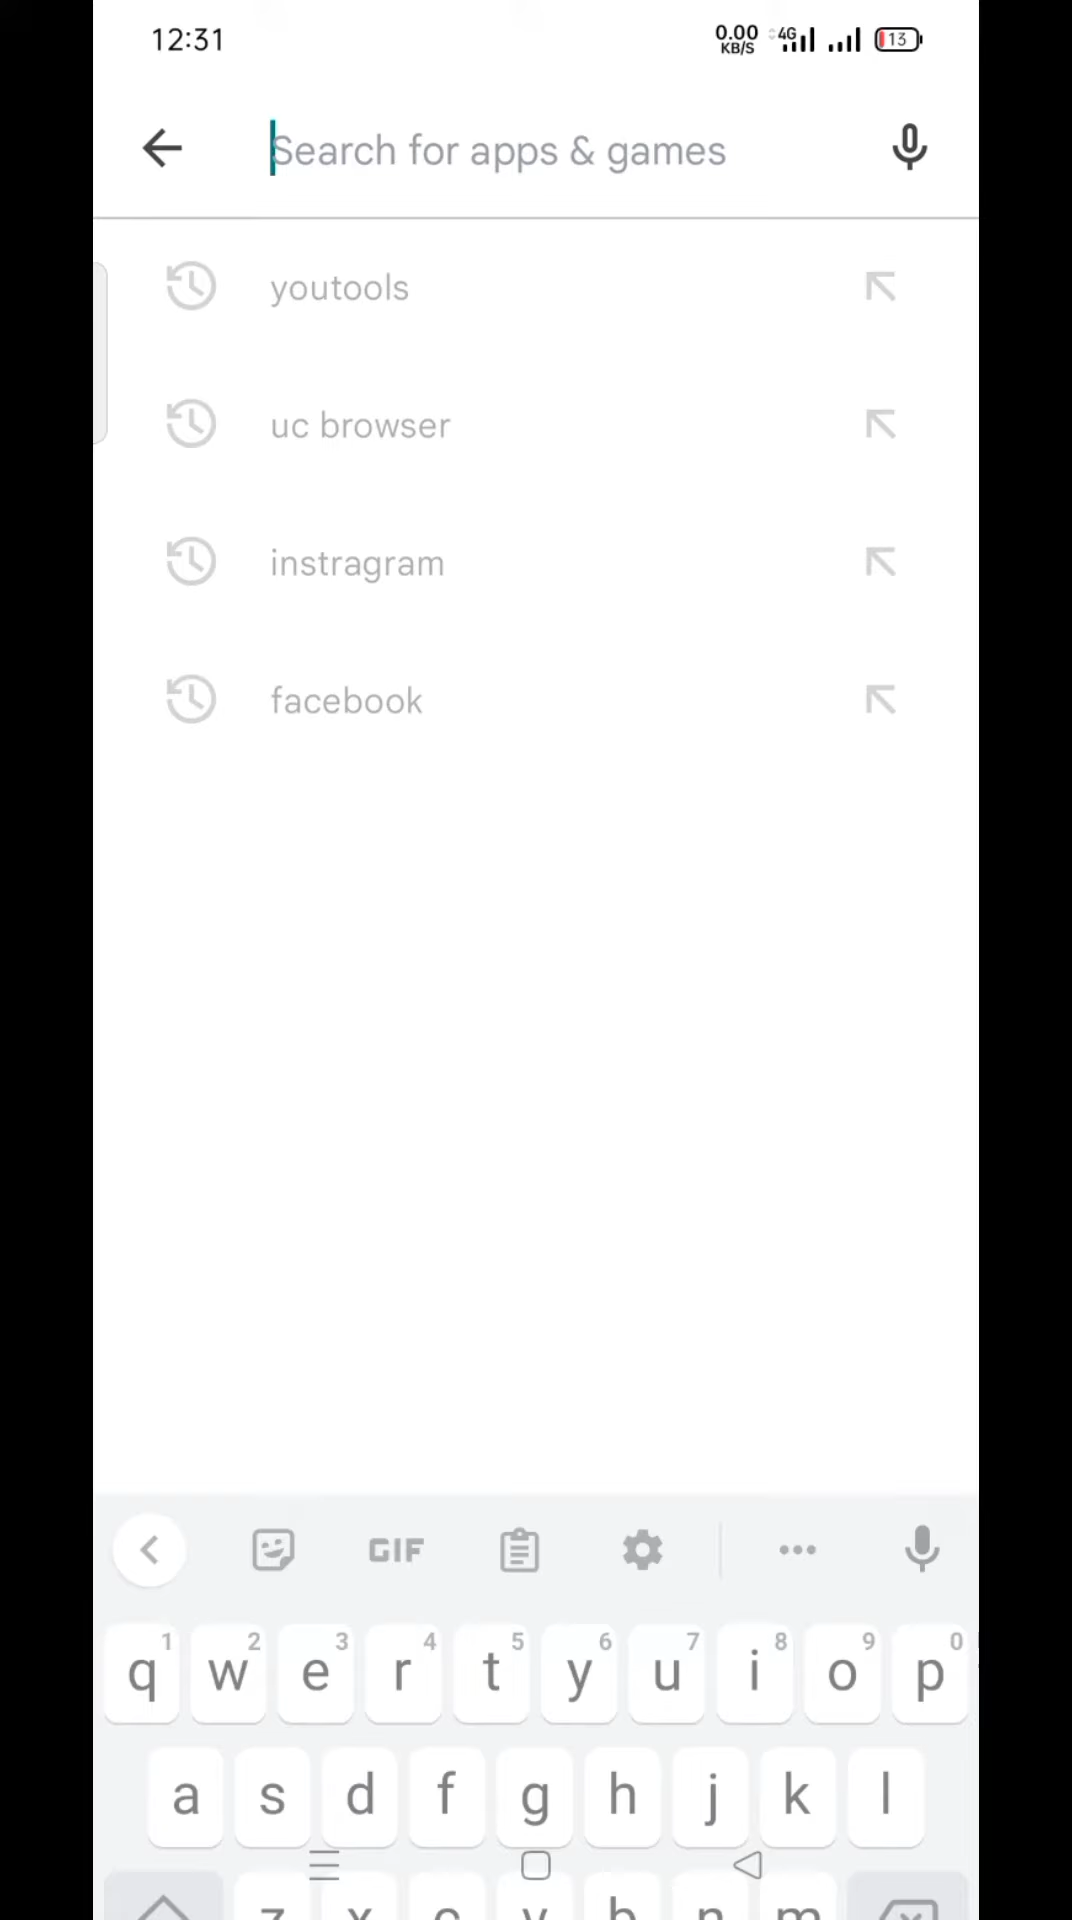 12:31
0.00 KB/S 4G 13
Search for apps & games
youtools
uc browser
instragram
facebook
GIF
1 2 3 4 5 6 7 8 9 0
q w e r t y u i o p
a s d f g h j k l
z x c v b n m